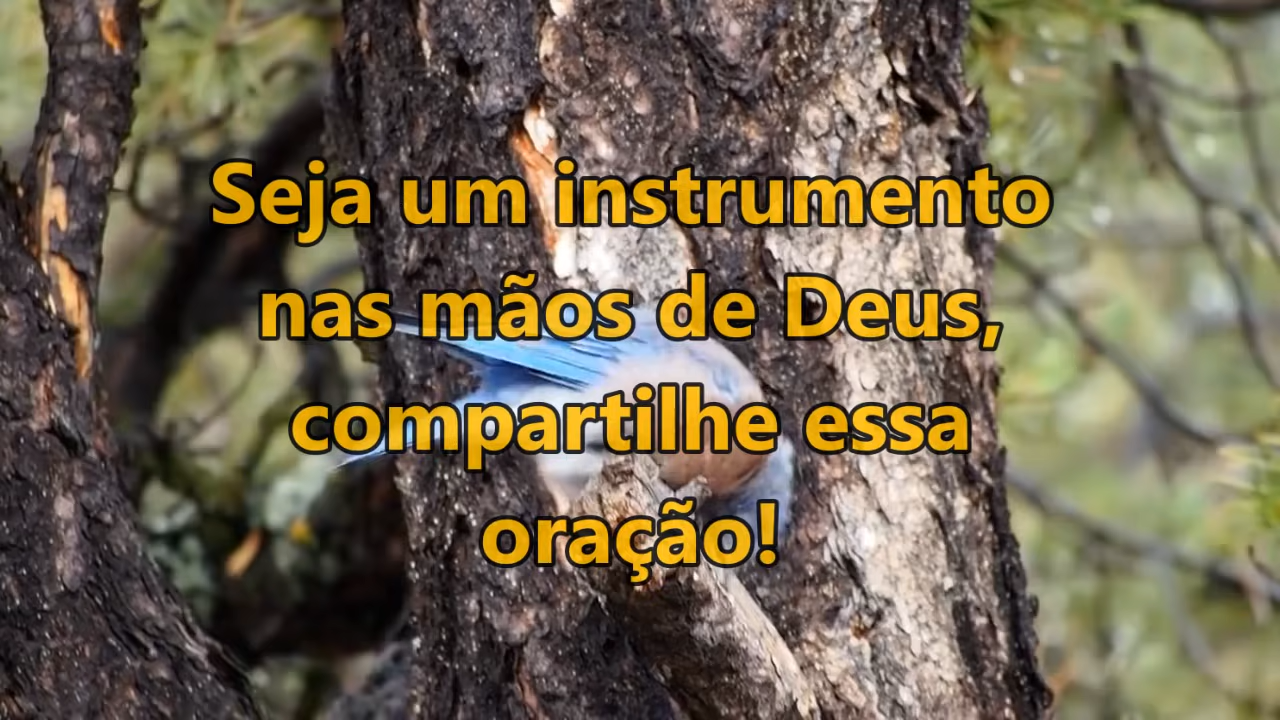 Seja um instrumento
nas mãos de Deus,
compartilhe essa
oração!